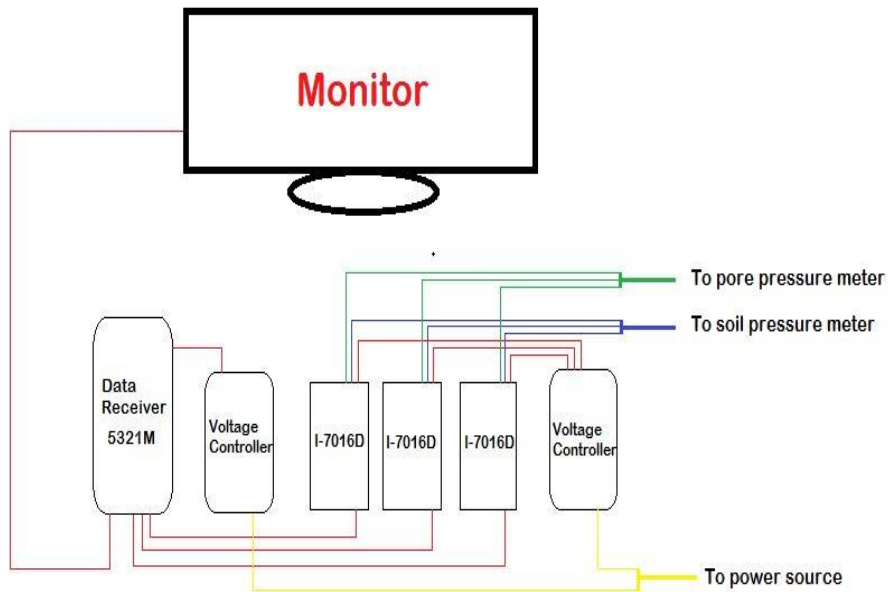 Monitor
To pore pressure meter
To soil pressure meter
Data
Receiver
5321M
Voltage
Controller
I-7016D
I-7016D
I-7016D
Voltage
Controller
To power source